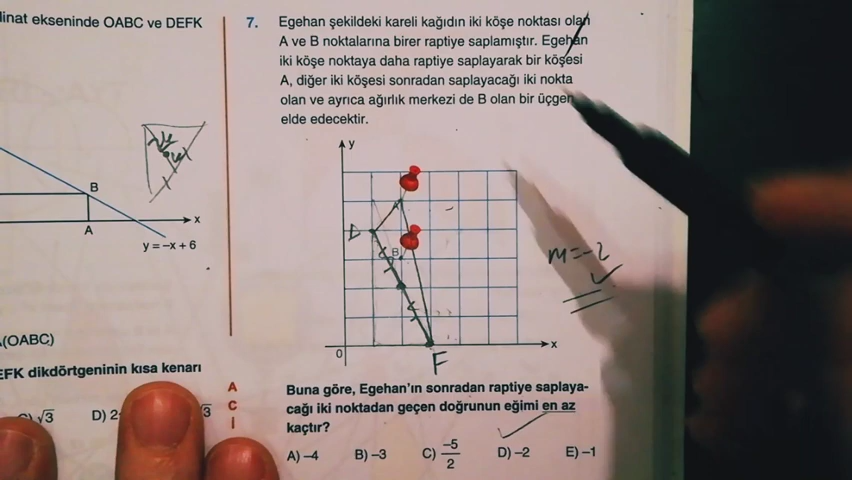 linat ekseninde OABC ve DEFK
B
A
x
y = –x + 6
(OABC)
EFK dikdörtgeninin kısa kenarı
√3
D) 2
√3
A
C
I
7. Egehan şekildeki kareli kağıdın iki köşe noktası olan
A ve B noktalarına birer raptiye saplamıştır. Egehan
iki köşe noktaya daha raptiye saplayarak bir köşesi
A, diğer iki köşesi sonradan saplayacağı iki nokta
olan ve ayrıca ağırlık merkezi de B olan bir üçgen
elde edecektir.
y
A
D
B
m=-2
0
x
F
Buna göre, Egehan'ın sonradan raptiye saplaya-
cağı iki noktadan geçen doğrunun eğimi en az
kaçtır?
A) –4 B) –3 C) –5/2 D) –2 E) –1